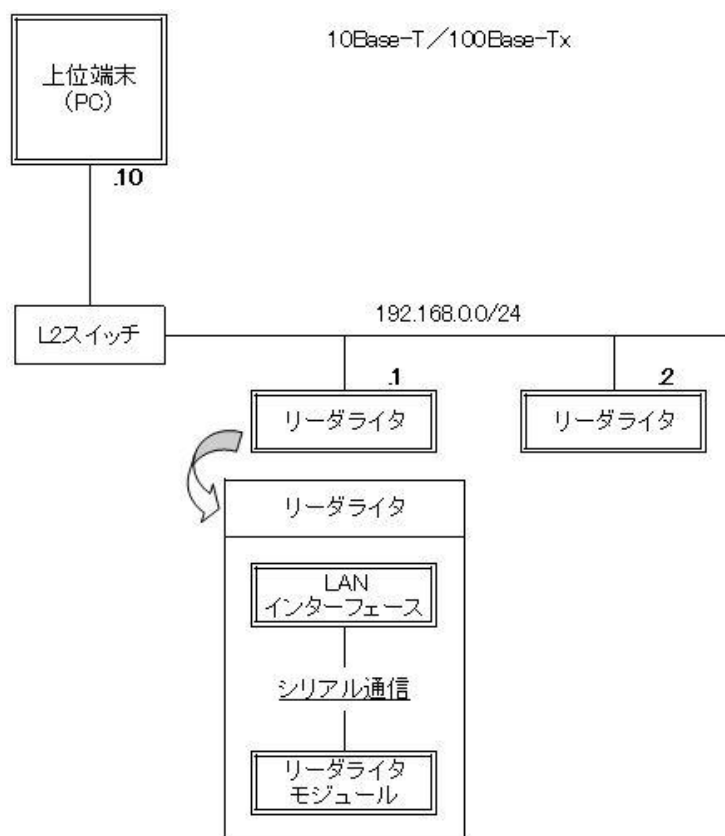 10Base-T／100Base-Tx
上位端末
(PC)
.10
L2スイッチ
192.168.0.0/24
.1
.2
リーダライタ
リーダライタ
リーダライタ
LAN
インターフェース
シリアル通信
リーダライタ
モジュール